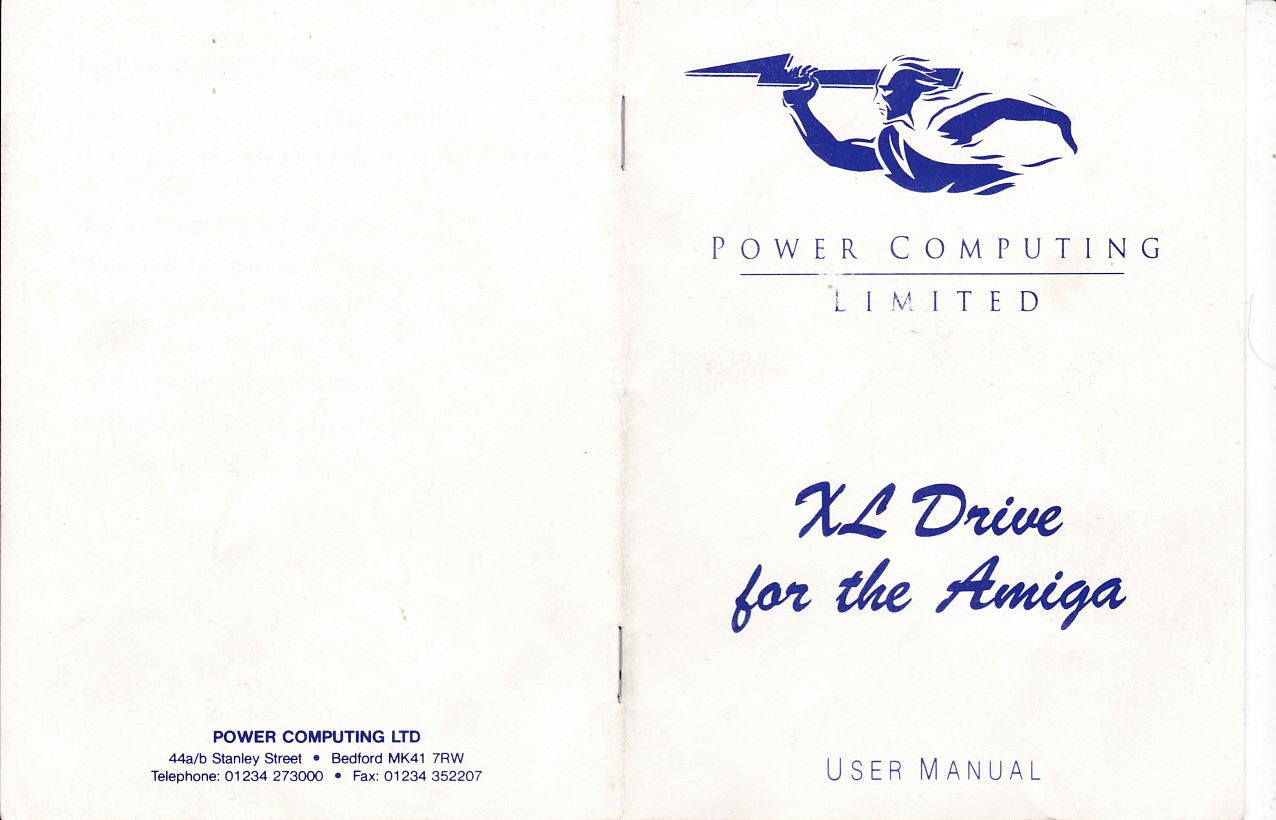 POWER COMPUTING LTD
44a/b Stanley Street • Bedford MK41 7RW
Telephone: 01234 273000 • Fax: 01234 352207
POWER COMPUTING
LIMITED
XL Drive
for the Amiga
USER MANUAL